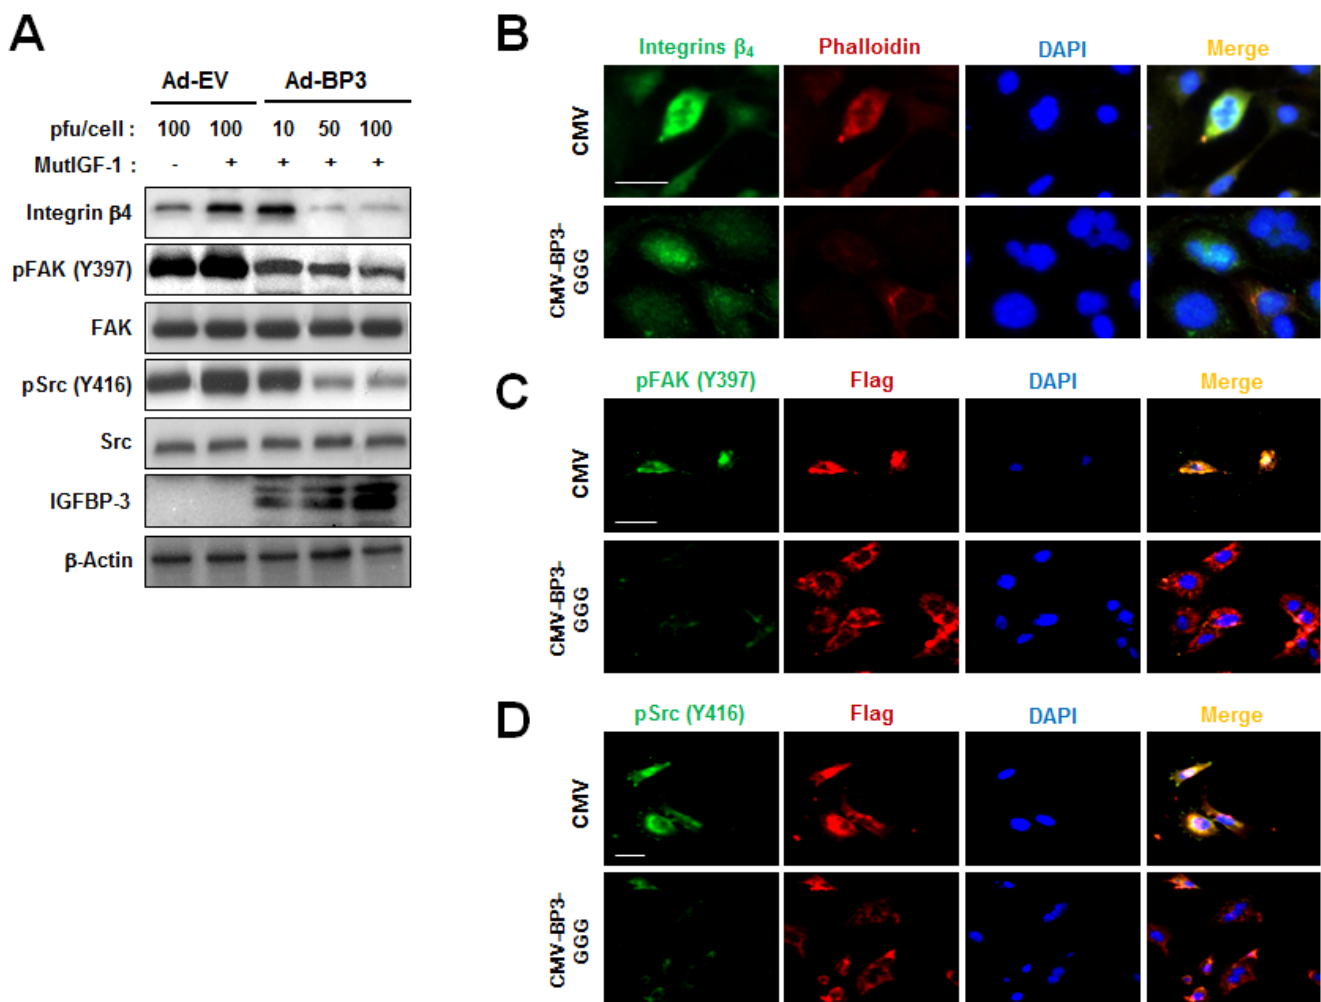 A
Ad-EV Ad-BP3
pfu/cell : 100 100 10 50 100
MutIGF-1 : - + + + +
Integrin β4
pFAK (Y397)
FAK
pSrc (Y416)
Src
IGFBP-3
β-Actin
B
Integrins β₄ Phalloidin DAPI Merge
CMV
CMV-BP3-
GGG
C
pFAK (Y397) Flag DAPI Merge
CMV
CMV-BP3-
GGG
D
pSrc (Y416) Flag DAPI Merge
CMV
CMV-BP3-
GGG